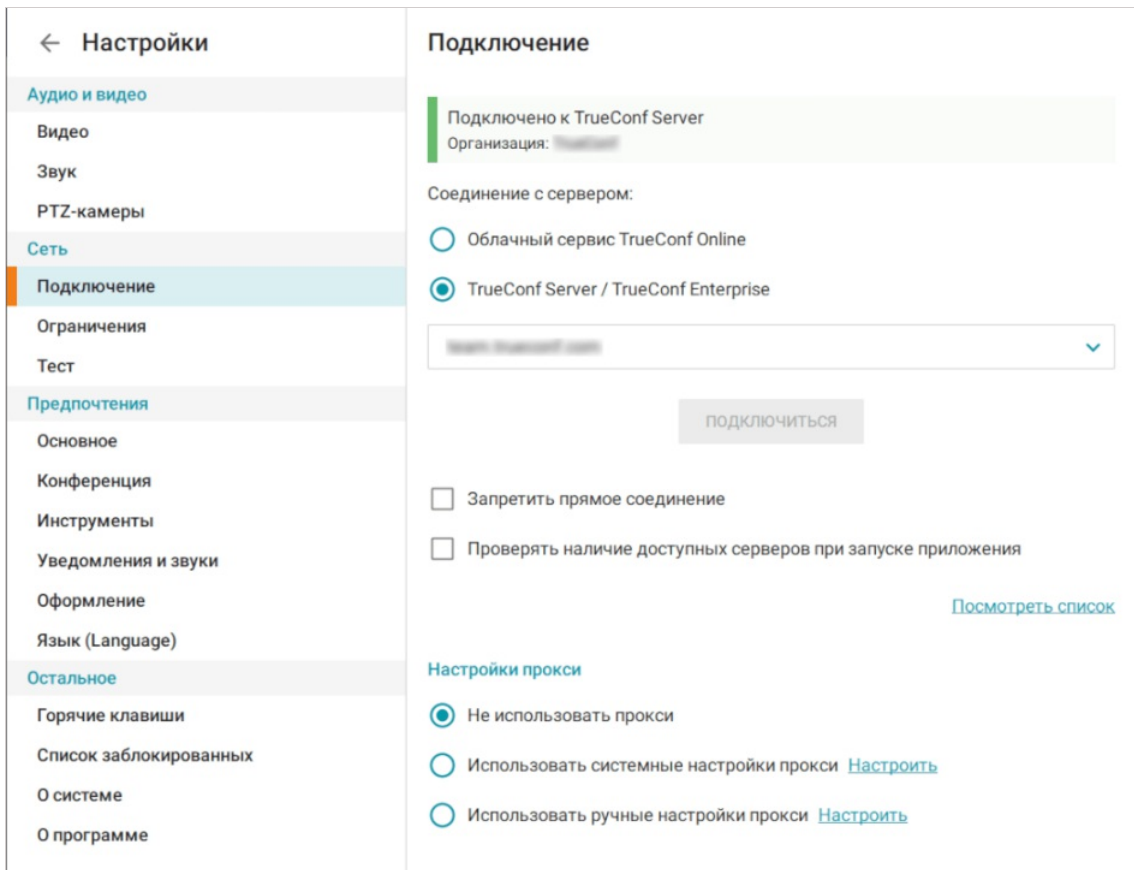 Настройки
Аудио и видео
Видео
Звук
PTZ-камеры
Сеть
Подключение
Ограничения
Тест
Предпочтения
Основное
Конференция
Инструменты
Уведомления и звуки
Оформление
Язык (Language)
Остальное
Горячие клавиши
Список заблокированных
О системе
О программе
Подключение
Подключено к TrueConf Server
Организация:
Соединение с сервером:
Облачный сервис TrueConf Online
TrueConf Server / TrueConf Enterprise
ПОДКЛЮЧИТЬСЯ
Запретить прямое соединение
Проверять наличие доступных серверов при запуске приложения
Посмотреть список
Настройки прокси
Не использовать прокси
Использовать системные настройки прокси Настроить
Использовать ручные настройки прокси Настроить